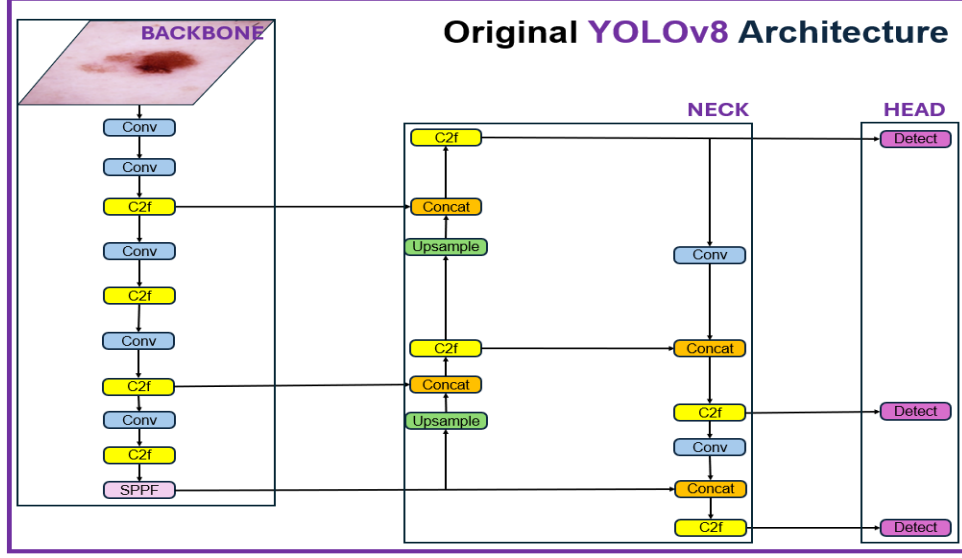 Original YOLOv8 Architecture
BACKBONE
Conv
Conv
C2f
Conv
C2f
Conv
C2f
Conv
C2f
SPPF
NECK
C2f
Concat
Upsample
C2f
Concat
Upsample
Conv
Concat
C2f
Conv
Concat
C2f
HEAD
Detect
Detect
Detect